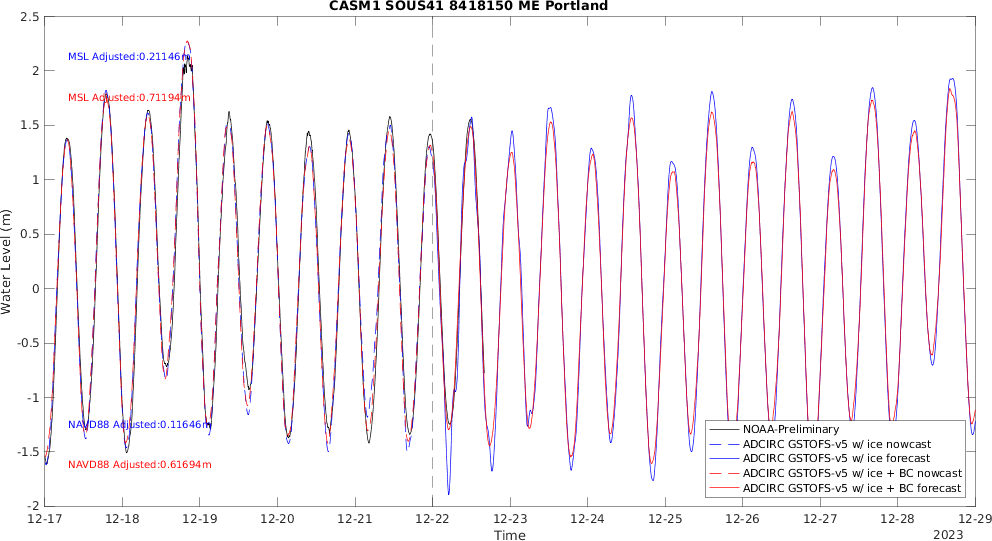 CASM1 SOUS41 8418150 ME Portland
2.5
2
1.5
1
0.5
0
-0.5
-1
-1.5
-2
Water Level (m)
MSL Adjusted:0.21146m
MSL Adjusted:0.71194m
NAVD88 Adjusted:0.11646m
NAVD88 Adjusted:0.61694m
NOAA-Preliminary
ADCIRC GSTOFS-v5 w/ ice nowcast
ADCIRC GSTOFS-v5 w/ ice forecast
ADCIRC GSTOFS-v5 w/ ice + BC nowcast
ADCIRC GSTOFS-v5 w/ ice + BC forecast
12-17 12-18 12-19 12-20 12-21 12-22 12-23 12-24 12-25 12-26 12-27 12-28 12-29
Time
2023